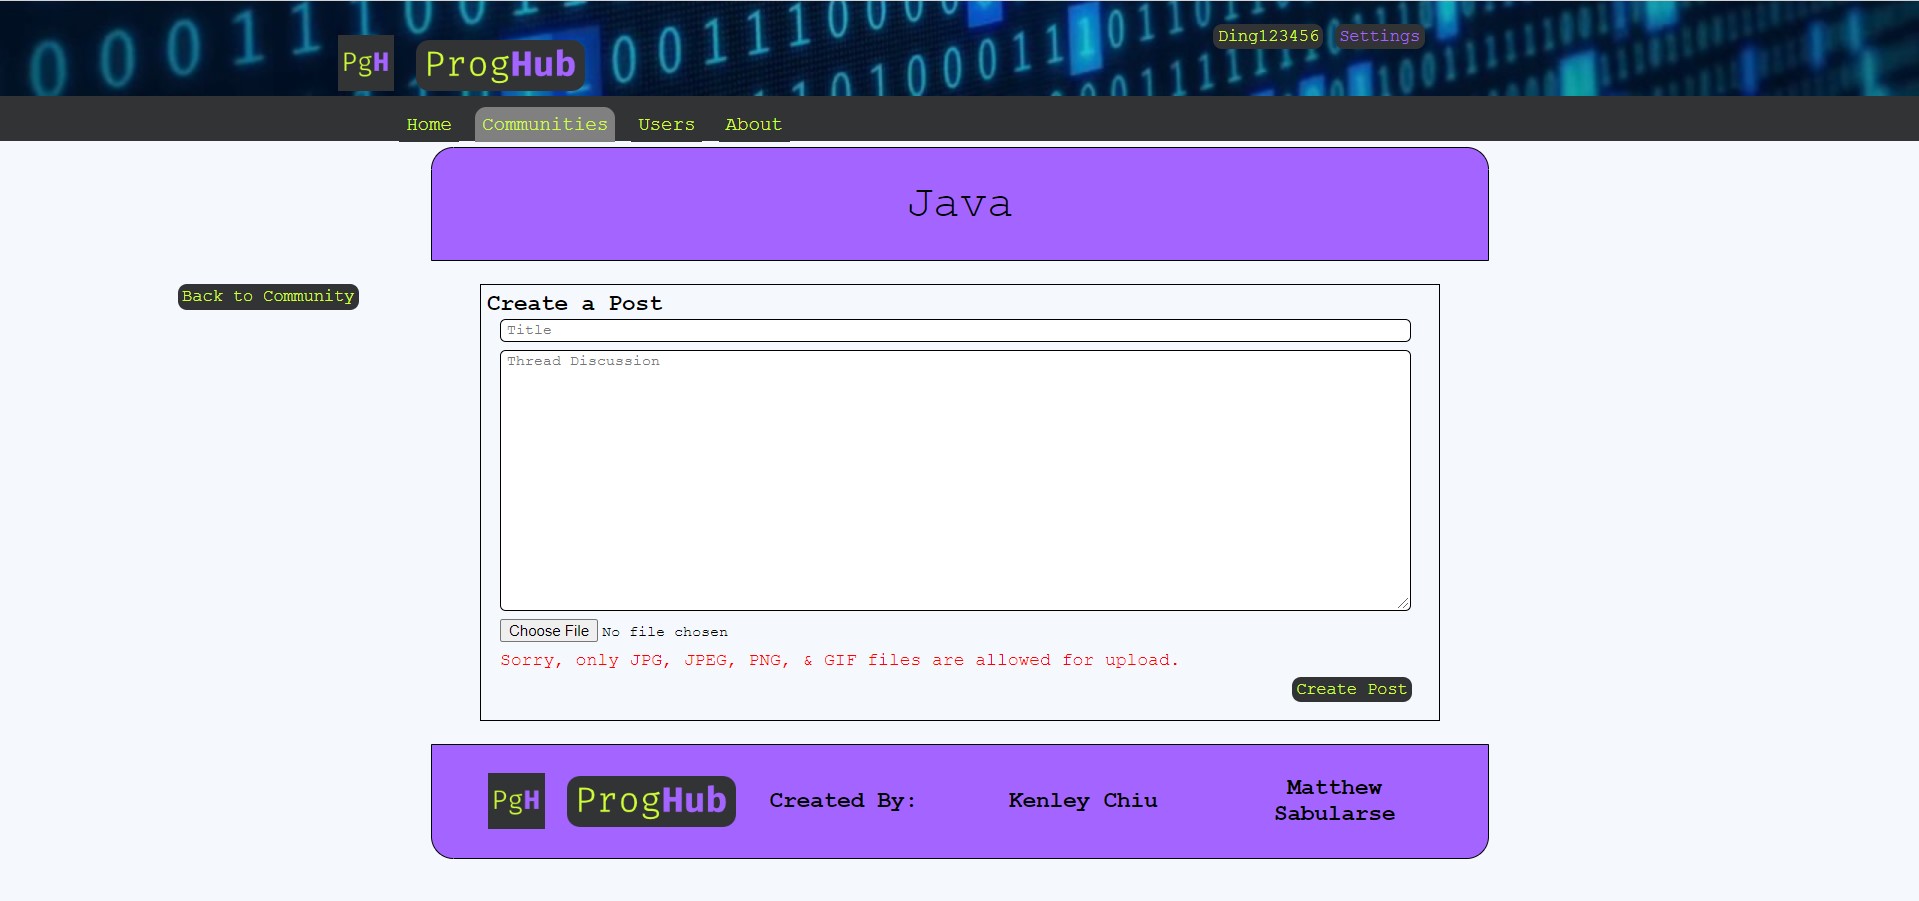 PgH ProgHub
Ding123456 Settings
Home Communities Users About
Java
Back to Community
Create a Post
Title
Thread Discussion
Choose File No file chosen
Sorry, only JPG, JPEG, PNG, & GIF files are allowed for upload.
Create Post
PgH ProgHub Created By: Kenley Chiu Matthew
Sabularse